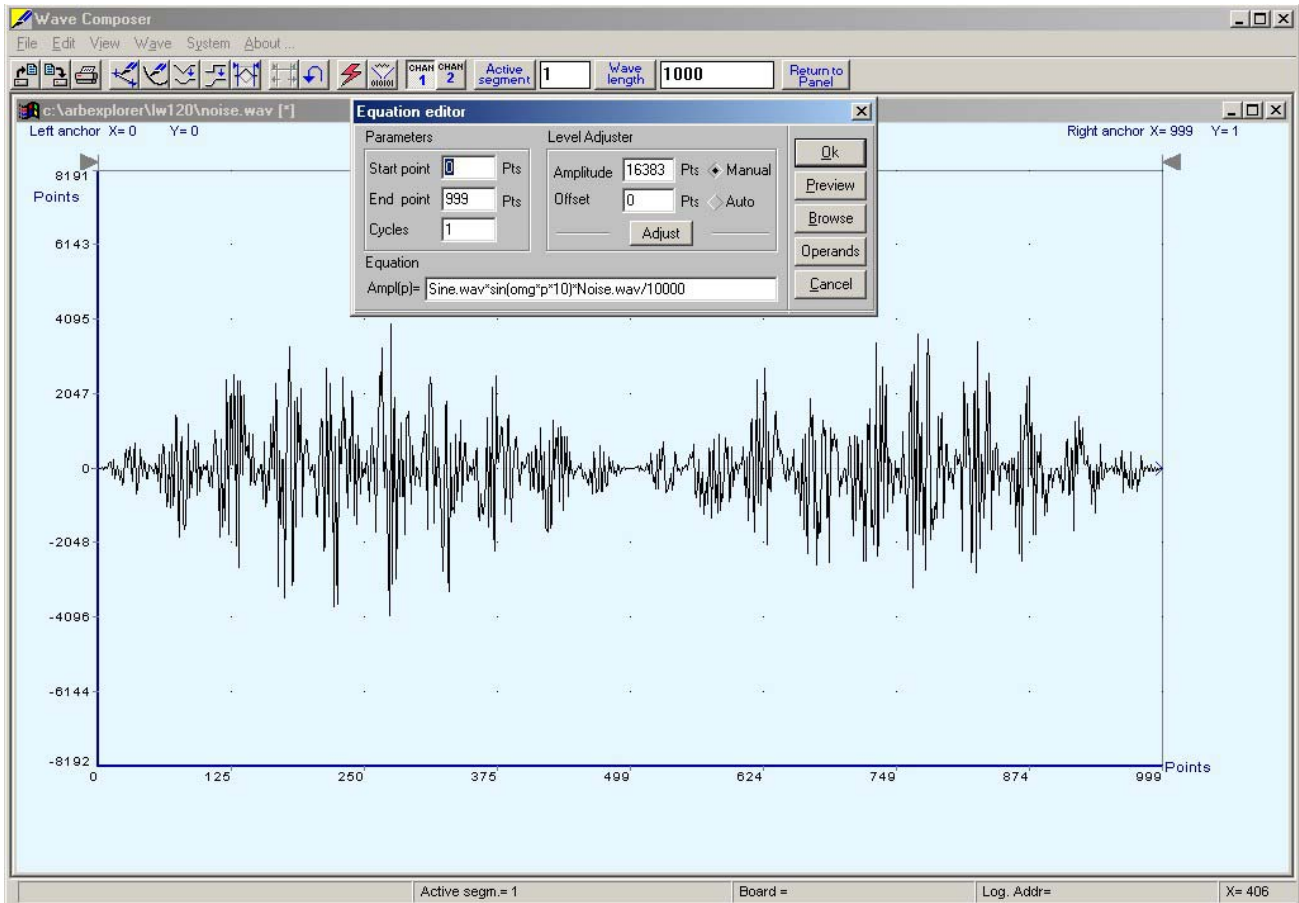 Wave Composer
File Edit View Wave System About ...
CHAN 1 CHAN 2 Active segment 1 Wave length 1000 Return to Panel
c:\arbexplorer\lw120\noise.wav [*]
Left anchor X= 0 Y= 0
Right anchor X= 999 Y= 1
Equation editor
Parameters
Start point 0 Pts
End point 999 Pts
Cycles 1
Level Adjuster
Amplitude 16383 Pts Manual
Offset 0 Pts Auto
Adjust
Equation
Ampl(p)= Sine.wav*sin(omg*p*10)*Noise.wav/10000
Ok
Preview
Browse
Operands
Cancel
8191
Points
6143
4095
2047
0
-2048
-4096
-6144
-8192
0 125 250 375 499 624 749 874 999 Points
Active segm.= 1 Board = Log. Addr= X= 406